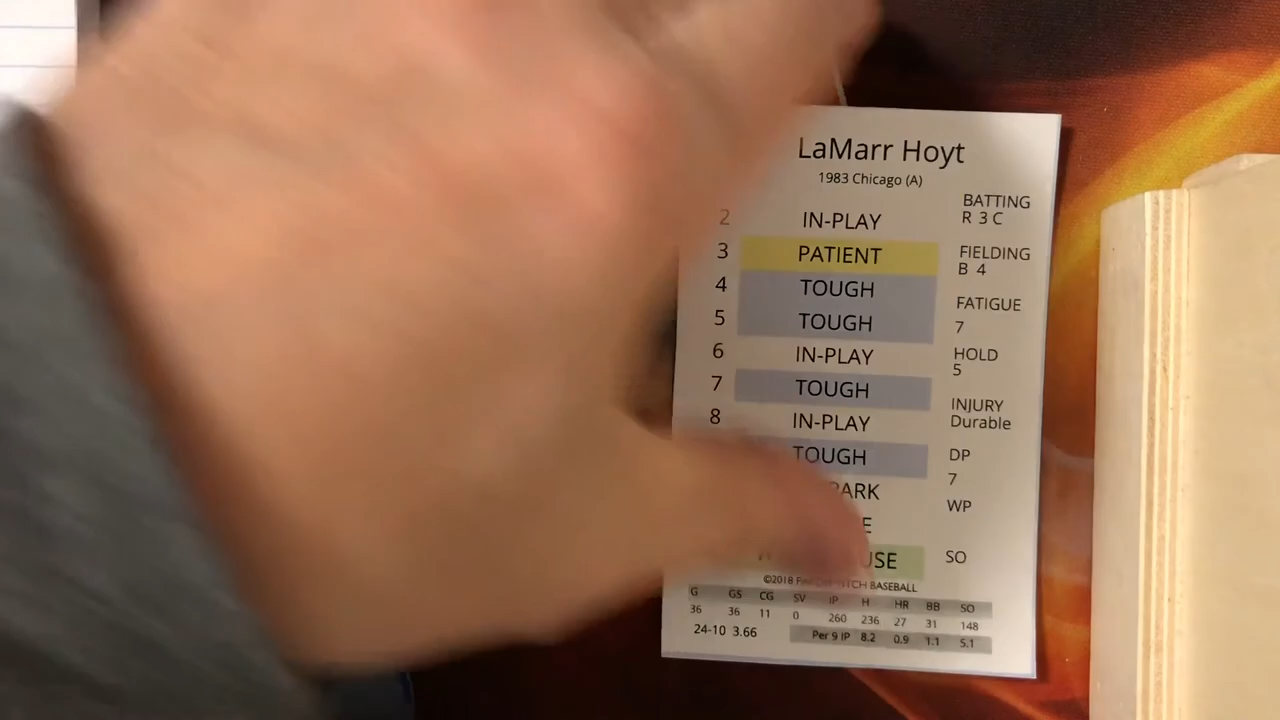 LaMarr Hoyt
1983 Chicago (A)
BATTING
R 3 C
2 IN-PLAY
3 PATIENT
FIELDING
B 4
4 TOUGH
5 TOUGH
FATIGUE
7
6 IN-PLAY
HOLD
5
7 TOUGH
8 IN-PLAY
INJURY
Durable
TOUGH
DP
7
WP
SO
©2018
BASEBALL
G GS CG SV IP H HR BB SO
36 36 11 0 260 236 27 31 148
24-10 3.66 Per 9 IP 8.2 0.9 1.1 5.1